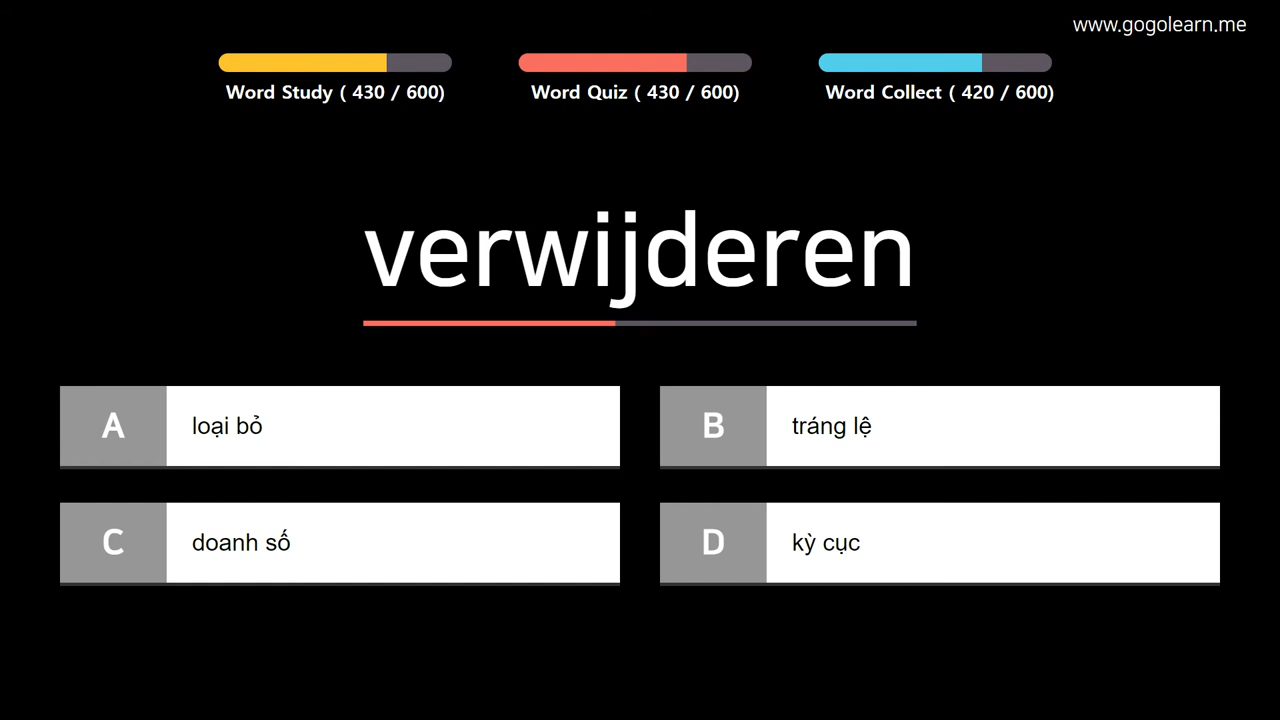 www.gogolearn.me
Word Study ( 430 / 600)
Word Quiz ( 430 / 600)
Word Collect ( 420 / 600)
verwijderen
A
loại bỏ
B
tráng lệ
C
doanh số
D
kỳ cục